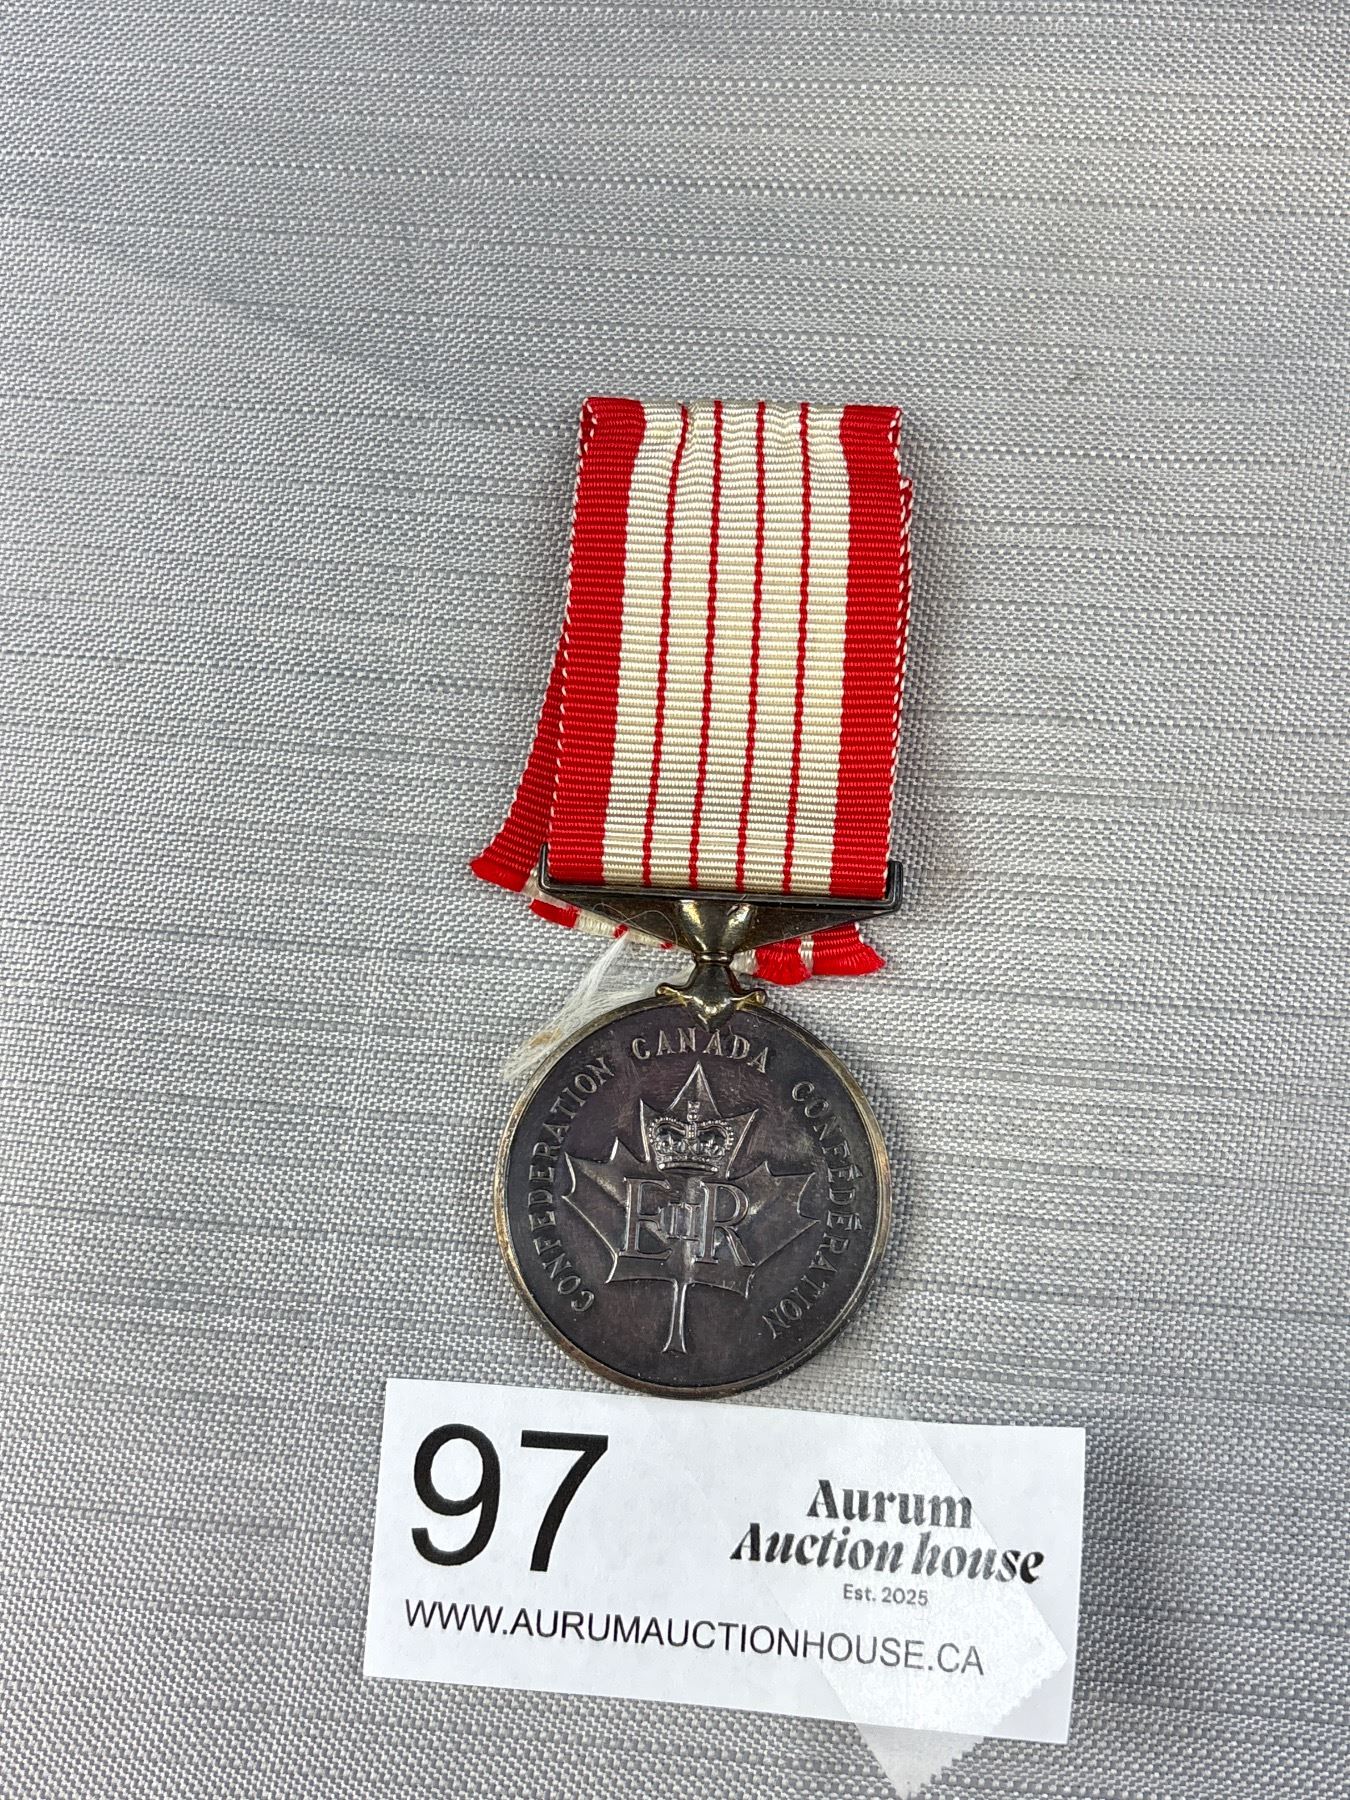 CONFEDERATION CANADA CONFÉDÉRATION
EIIR
97
Aurum
Auction house
Est. 2025
WWW.AURUMAUCTIONHOUSE.CA